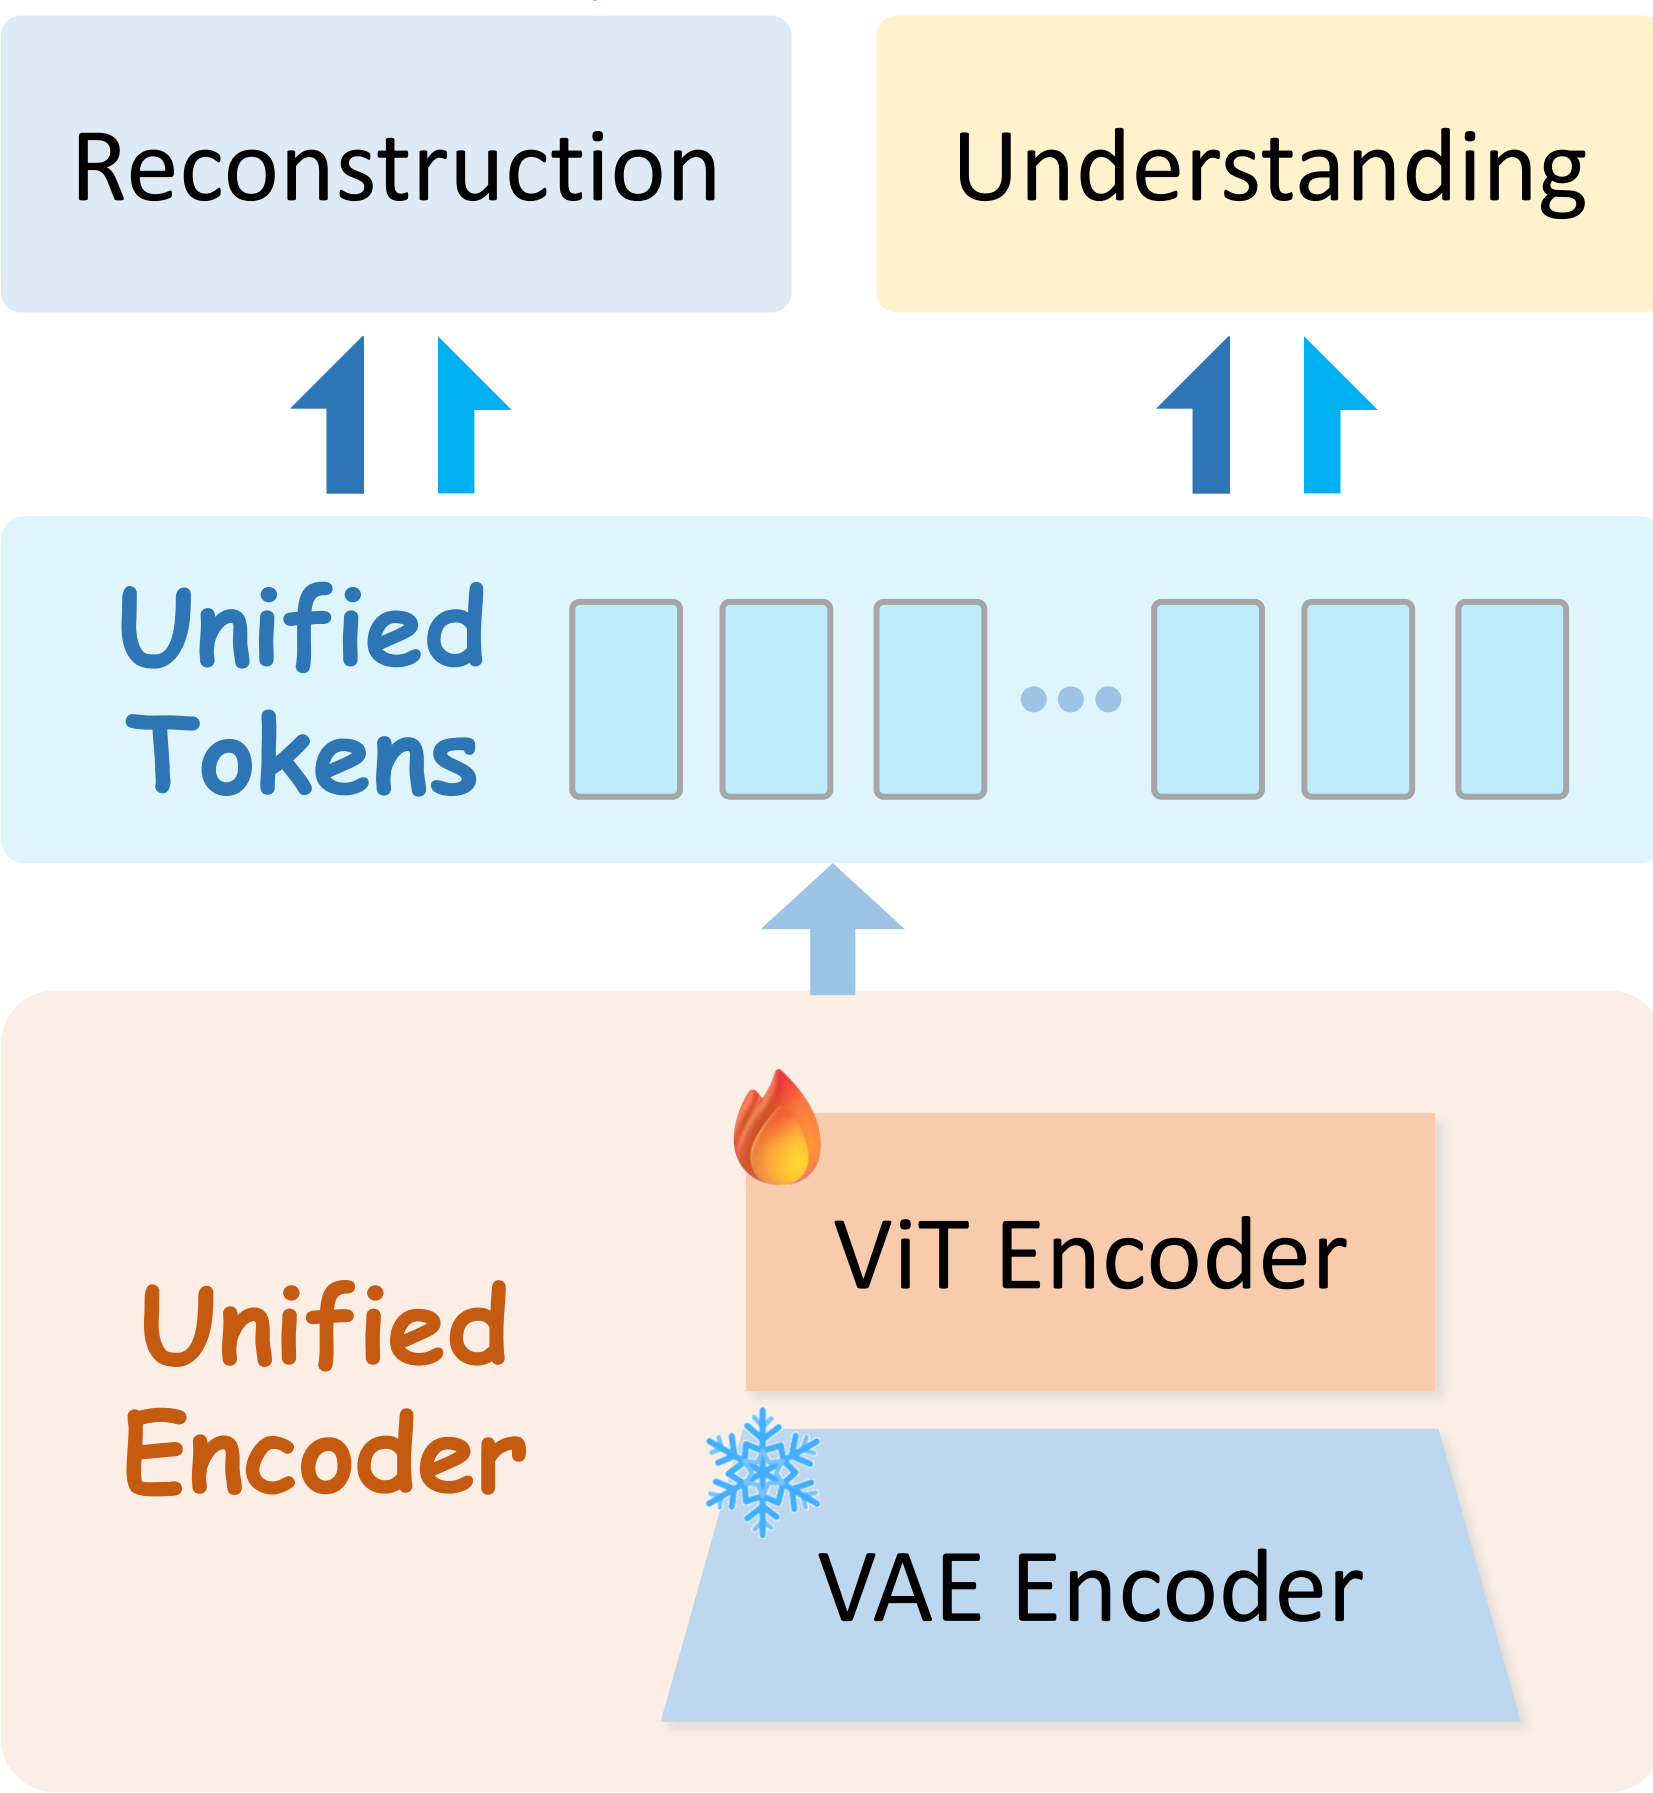 Reconstruction
Understanding
Unified
Tokens
ViT Encoder
Unified
Encoder
VAE Encoder